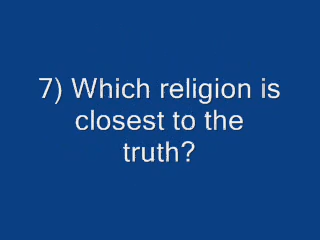 7) Which religion is
closest to the
truth?